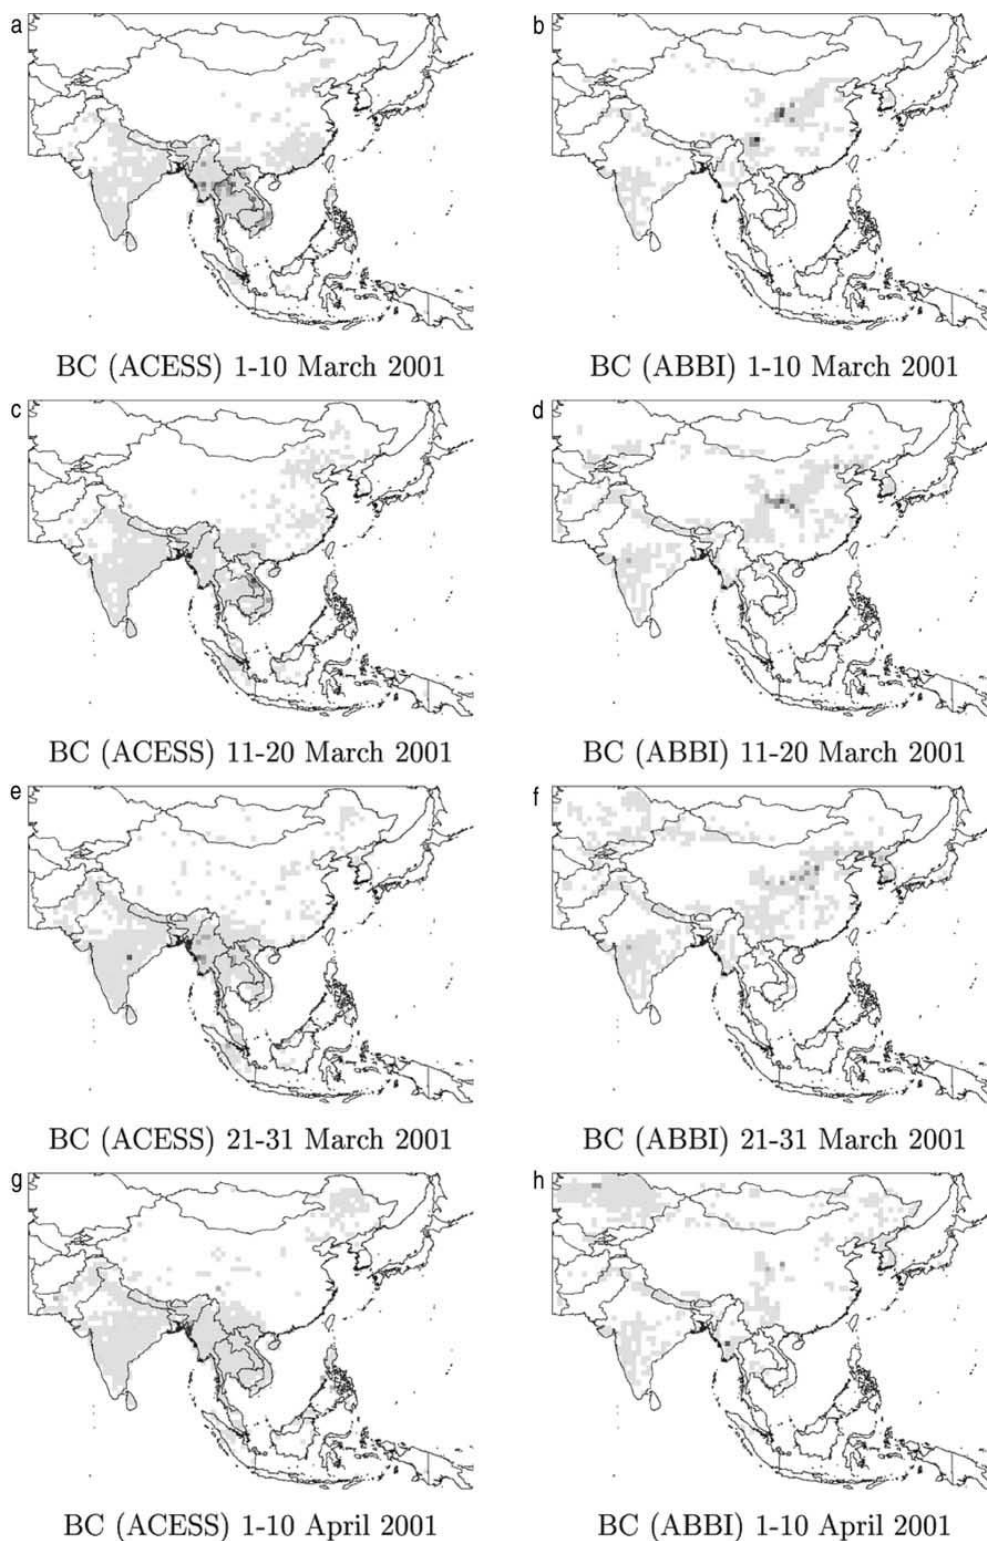 a
b
BC (ACESS) 1-10 March 2001
BC (ABBI) 1-10 March 2001
c
d
BC (ACESS) 11-20 March 2001
BC (ABBI) 11-20 March 2001
e
f
BC (ACESS) 21-31 March 2001
BC (ABBI) 21-31 March 2001
g
h
BC (ACESS) 1-10 April 2001
BC (ABBI) 1-10 April 2001